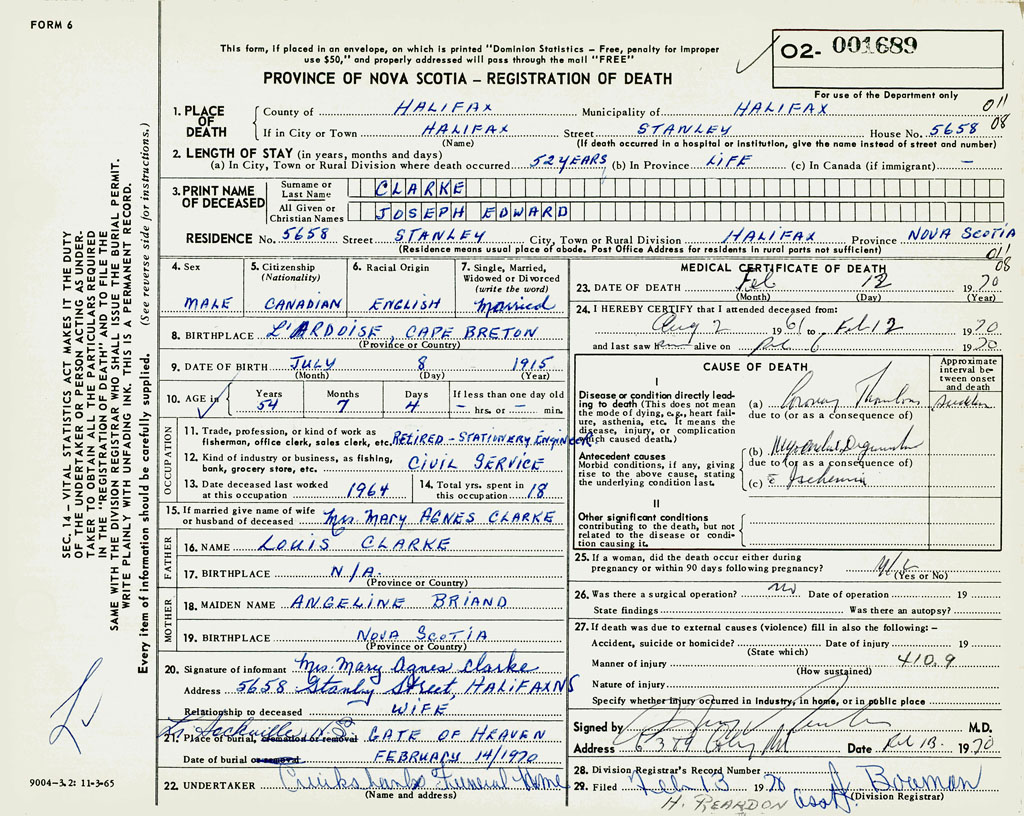 FORM 6
This form, if placed in an envelope, on which is printed "Dominion Statistics – Free, penalty for improper
use $50," and properly addressed will pass through the mail "FREE"
O2- 001689
PROVINCE OF NOVA SCOTIA – REGISTRATION OF DEATH
For use of the Department only
1. PLACE OF DEATH County of HALIFAX Municipality of HALIFAX 011
If in City or Town HALIFAX Street STANLEY House No. 5658 08
(Name) (If death occurred in a hospital or institution, give the name instead of street and number)
2. LENGTH OF STAY (in years, months and days)
(a) In City, Town or Rural Division where death occurred 52 YEARS (b) In Province LIFE (c) In Canada (if immigrant) –
3. PRINT NAME OF DECEASED
Surname or Last Name CLARKE
All Given or Christian Names JOSEPH EDWARD
RESIDENCE No. 5658 Street STANLEY City, Town or Rural Division HALIFAX Province NOVA SCOTIA
(Residence means usual place of abode. Post Office Address for residents in rural parts not sufficient)
011
08
4. Sex MALE
5. Citizenship (Nationality) CANADIAN
6. Racial Origin ENGLISH
7. Single, Married, Widowed or Divorced (write the word) Married
8. BIRTHPLACE L'ARDOISE, CAPE BRETON
(Province or Country)
9. DATE OF BIRTH JULY 8 1915
(Month) (Day) (Year)
10. AGE in Years 54 Months 7 Days 4 If less than one day old – hrs. or – min.
OCCUPATION
11. Trade, profession, or kind of work as fisherman, office clerk, sales clerk, etc. RETIRED – STATIONERY ENGINEER
12. Kind of industry or business, as fishing, bank, grocery store, etc. CIVIL SERVICE
13. Date deceased last worked at this occupation 1964
14. Total yrs. spent in this occupation 18
15. If married give name of wife or husband of deceased Mrs. MARY AGNES CLARKE
FATHER
16. NAME LOUIS CLARKE
17. BIRTHPLACE N/A.
(Province or Country)
MOTHER
18. MAIDEN NAME ANGELINE BRIAND
19. BIRTHPLACE NOVA SCOTIA
(Province or Country)
20. Signature of informant Mrs Mary Agnes Clarke
Address 5658 Stanley Street, HALIFAX NS
Relationship to deceased WIFE
Lr Sackville N.S.
21. Place of burial, cremation or removal GATE OF HEAVEN
Date of burial or removal FEBRUARY 14/1970
22. UNDERTAKER Cruikshanks Funeral Home
(Name and address)
MEDICAL CERTIFICATE OF DEATH
23. DATE OF DEATH Feb 12 1970
(Month) (Day) (Year)
24. I HEREBY CERTIFY that I attended deceased from:
Aug 2 1961 to Feb 12 1970
and last saw him alive on Feb 6 1970
CAUSE OF DEATH
Approximate interval between onset and death
I
Disease or condition directly leading to death (This does not mean the mode of dying, e.g., heart failure, asthenia, etc. It means the disease, injury, or complication which caused death.)
(a) Coronary Thrombosis Sudden
due to (or as a consequence of)
Antecedent causes
Morbid conditions, if any, giving rise to the above cause, stating the underlying condition last.
(b) Myocardial
due to (or as a consequence of)
(c) Ischemia
II
Other significant conditions contributing to the death, but not related to the disease or condition causing it.
25. If a woman, did the death occur either during pregnancy or within 90 days following pregnancy?
(Yes or No)
26. Was there a surgical operation? no Date of operation 19
State findings Was there an autopsy?
27. If death was due to external causes (violence) fill in also the following: –
Accident, suicide or homicide? Date of injury 19
(State which)
Manner of injury 410.9
(How sustained)
Nature of injury
Specify whether injury occurred in industry, in home, or in public place
Signed by M.D.
Address 6389 Date Feb 13. 1970
28. Division Registrar's Record Number
29. Filed Feb 13 1970 J. Bowman
(Division Registrar)
H. REARDON asst.
SEC. 14 – VITAL STATISTICS ACT MAKES IT THE DUTY
OF THE UNDERTAKER OR PERSON ACTING AS UNDER-
TAKER TO OBTAIN ALL THE PARTICULARS REQUIRED
IN THE "REGISTRATION OF DEATH" AND TO FILE THE
SAME WITH THE DIVISION REGISTRAR WHO SHALL ISSUE THE BURIAL PERMIT.
WRITE PLAINLY WITH UNFADING INK. THIS IS A PERMANENT RECORD.
Every item of information should be carefully supplied. (See reverse side for instructions.)
9004-3.2: 11-3-65